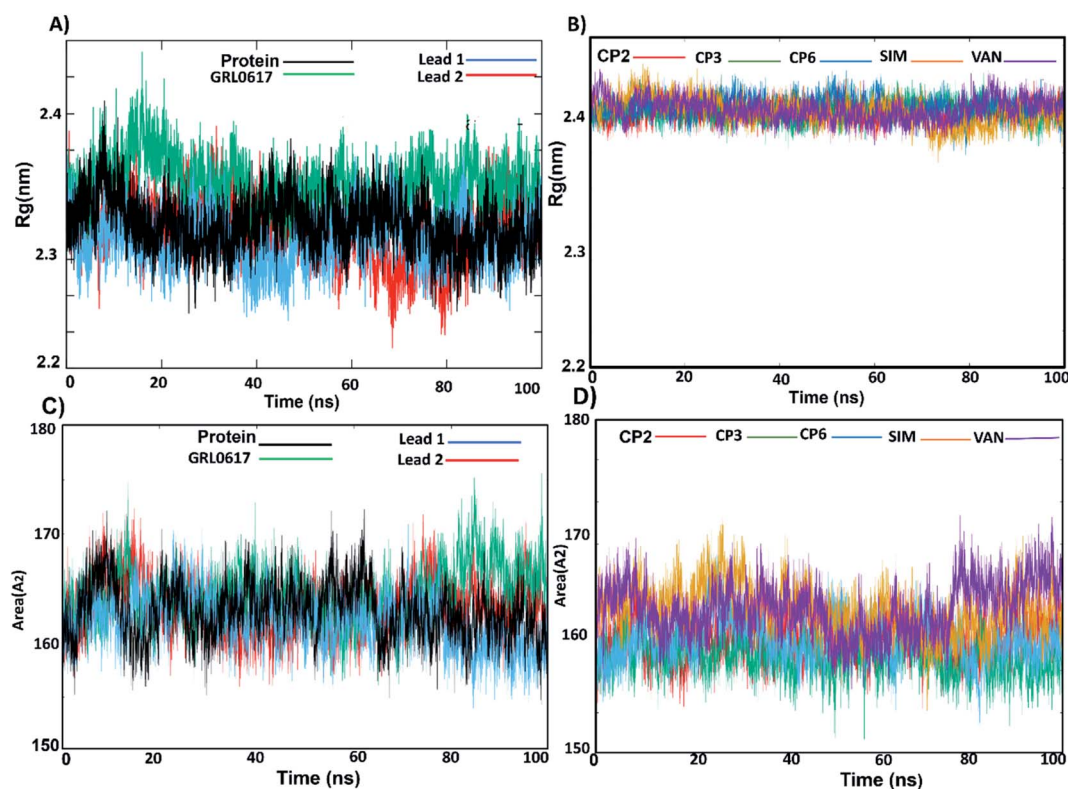 A)
Protein
GRL0617
Lead 1
Lead 2
2.4
2.3
2.2
Rg(nm)
0 20 40 60 80 100
Time (ns)
B)
CP2 CP3 CP6 SIM VAN
2.4
2.3
2.2
Rg(nm)
0 20 40 60 80 100
Time (ns)
C)
Protein
GRL0617
Lead 1
Lead 2
180
170
160
150
Area(A2)
0 20 40 60 80 100
Time (ns)
D)
CP2 CP3 CP6 SIM VAN
180
170
160
150
Area(A2)
0 20 40 60 80 100
Time (ns)